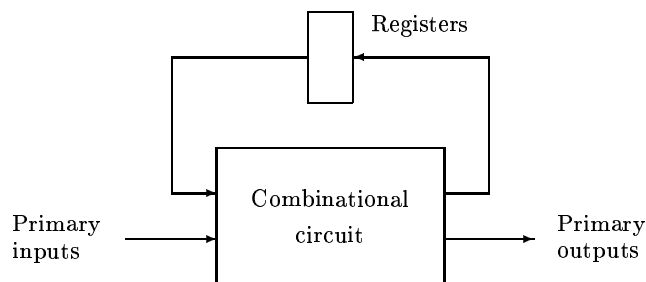 Registers
Combinational
circuit
Primary
inputs
Primary
outputs